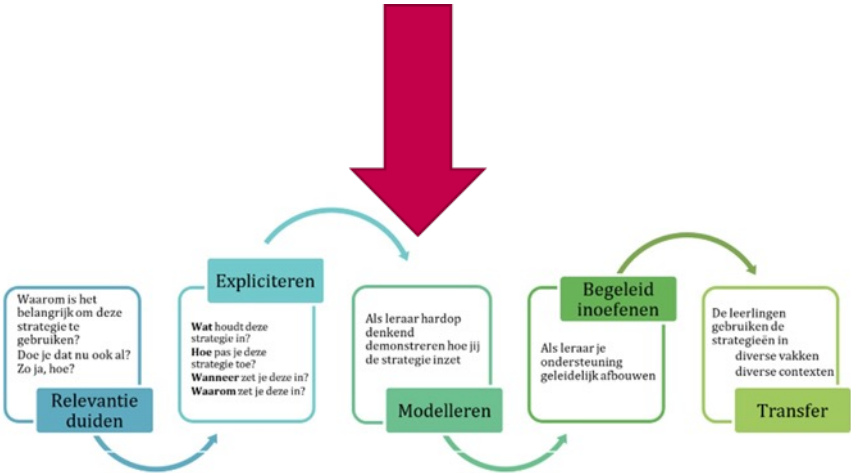 Waarom is het
belangrijk om deze
strategie te
gebruiken?
Doe je dat nu ook al?
Zo ja, hoe?
Relevantie
duiden
Expliciteren
Wat houdt deze
strategie in?
Hoe pas je deze
strategie toe?
Wanneer zet je deze in?
Waarom zet je deze in?
Als leraar hardop
denkend
demonstreren hoe jij
de strategie inzet
Modelleren
Begeleid
inoefenen
Als leraar je
ondersteuning
geleidelijk afbouwen
De leerlingen
gebruiken de
strategieën in
diverse vakken
diverse contexten
Transfer